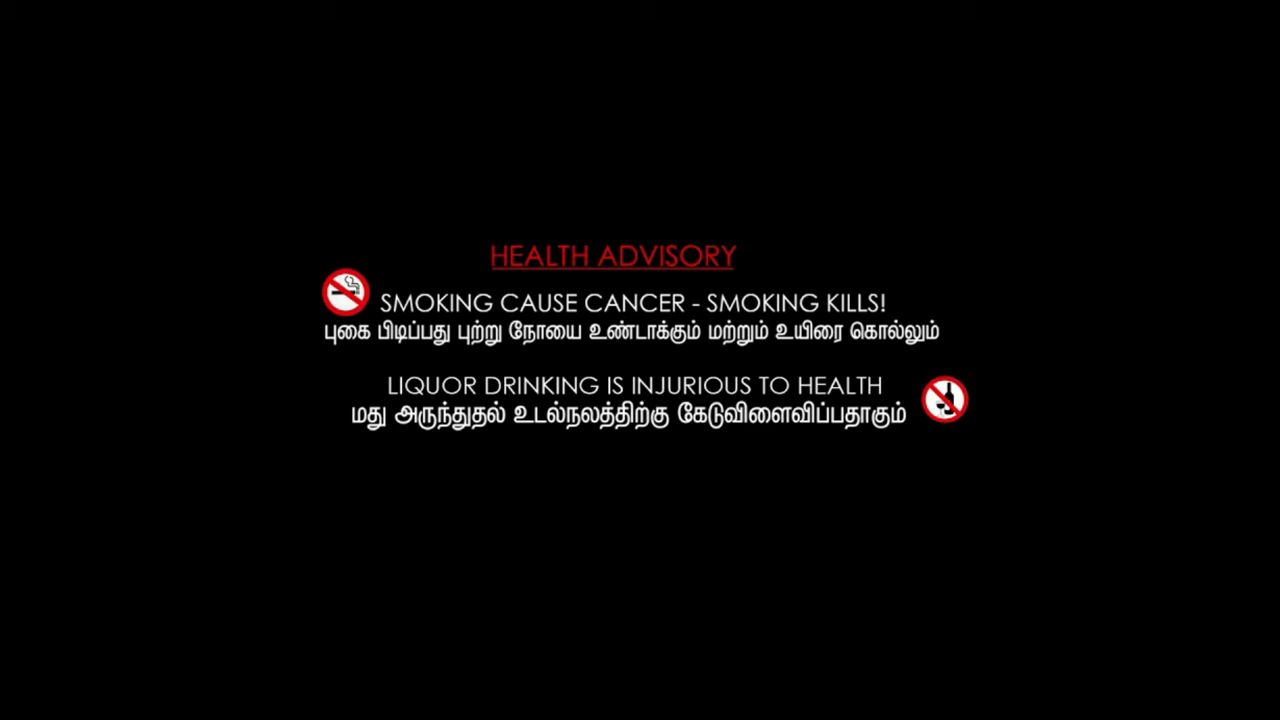 HEALTH ADVISORY
SMOKING CAUSE CANCER - SMOKING KILLS!
புகை பிடிப்பது புற்று நோயை உண்டாக்கும் மற்றும் உயிரை கொல்லும்
LIQUOR DRINKING IS INJURIOUS TO HEALTH
மது அருந்துதல் உடல்நலத்திற்கு கேடுவிளைவிப்பதாகும்